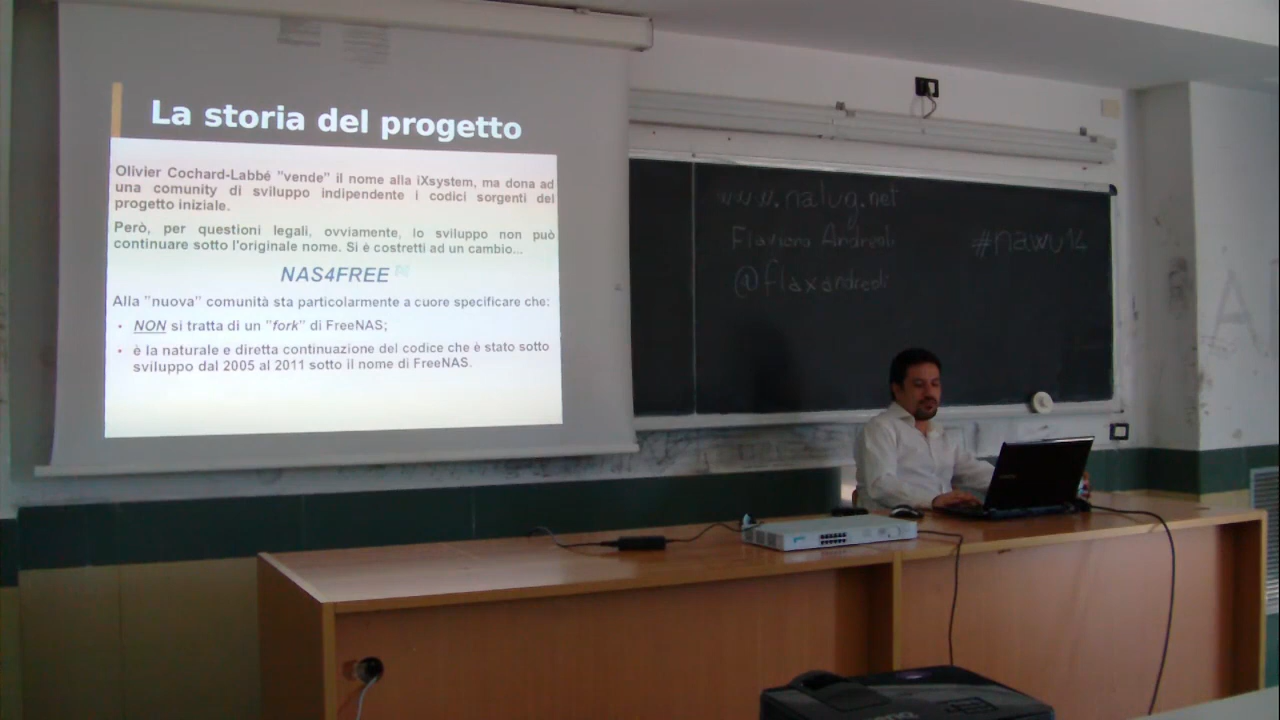 La storia del progetto
Olivier Cochard-Labbé "vende" il nome alla iXsystem, ma dona ad
una comunity di sviluppo indipendente i codici sorgenti del
progetto iniziale.
Però, per questioni legali, ovviamente, lo sviluppo non può
continuare sotto l'originale nome. Si è costretti ad un cambio...
NAS4FREE
Alla "nuova" comunità sta particolarmente a cuore specificare che:
• NON si tratta di un "fork" di FreeNAS;
• è la naturale e diretta continuazione del codice che è stato sotto
sviluppo dal 2005 al 2011 sotto il nome di FreeNAS.
www.nalug.net
Flaviano Andreoli
@flaxandreoli
#nawu14